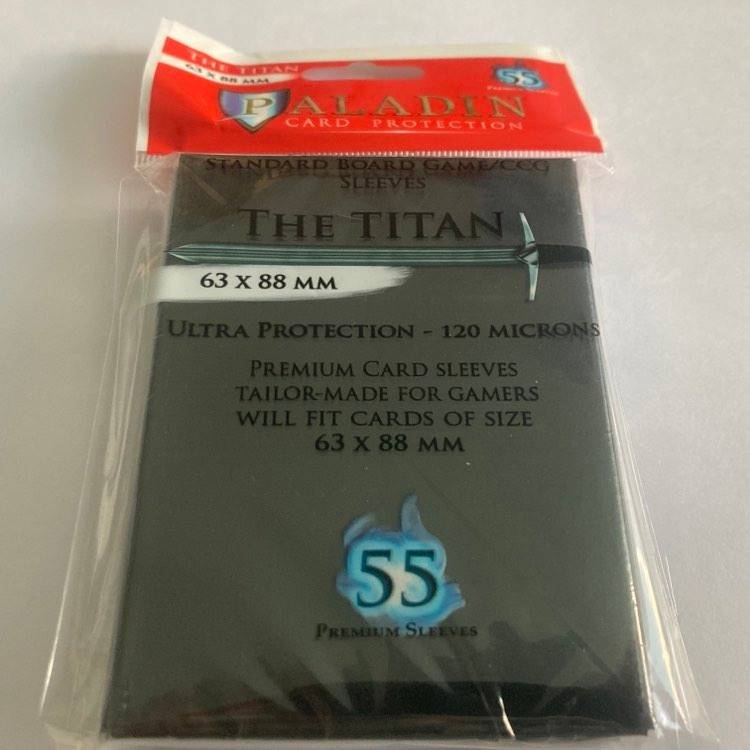 THE TITAN
63 X 88 MM
55
PREMIUM SLEEVES
P
PALADIN
CARD PROTECTION
STANDARD BOARD GAME/CCG
SLEEVES
THE TITAN
63 X 88 MM
ULTRA PROTECTION - 120 MICRONS
PREMIUM CARD SLEEVES
TAILOR-MADE FOR GAMERS
WILL FIT CARDS OF SIZE
63 X 88 MM
55
PREMIUM SLEEVES